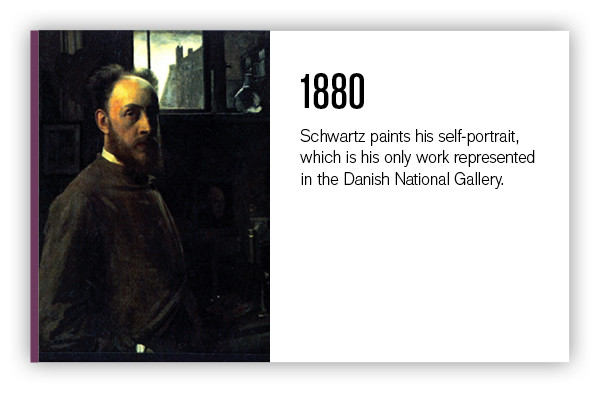 1880
Schwartz paints his self-portrait,
which is his only work represented
in the Danish National Gallery.